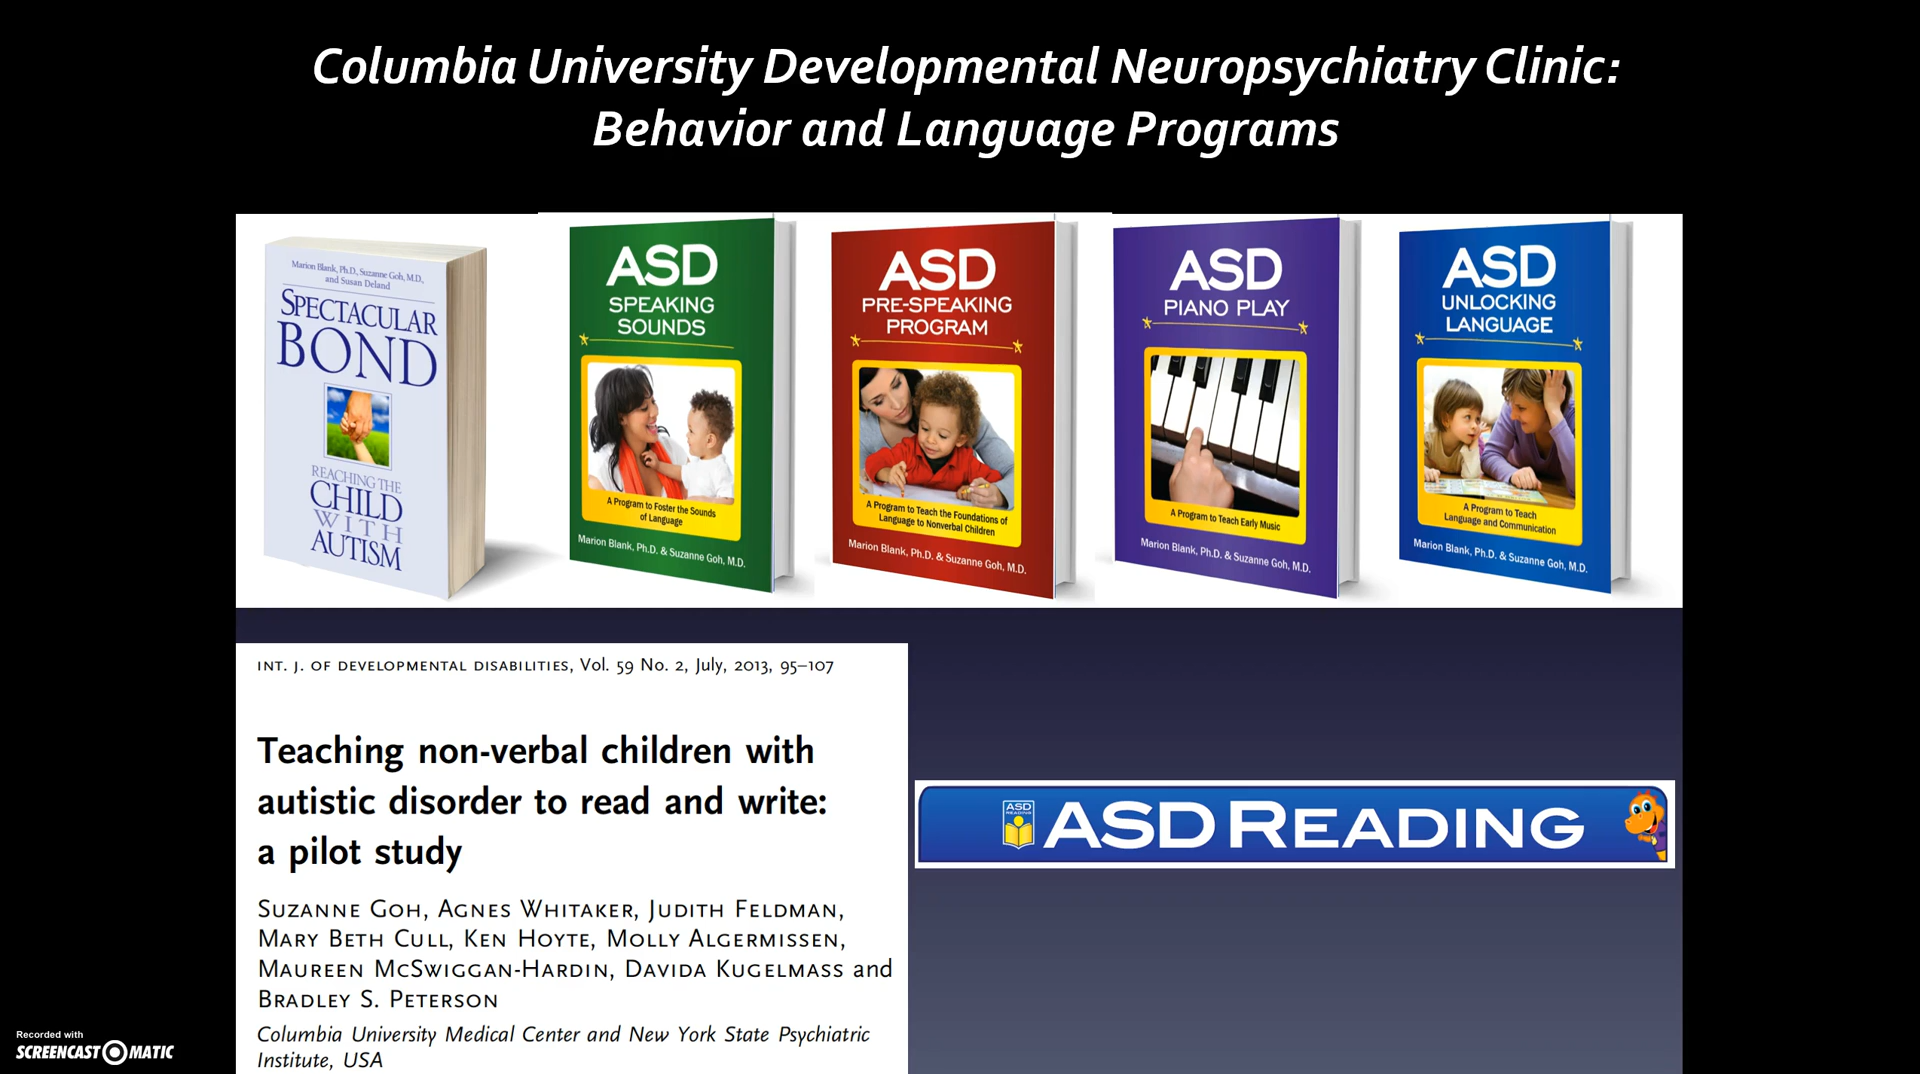 Columbia University Developmental Neuropsychiatry Clinic:
Behavior and Language Programs
Marion Blank, Ph.D., Suzanne Goh, M.D.,
and Susan Deland
SPECTACULAR
BOND
REACHING THE
CHILD
WITH
AUTISM
ASD
SPEAKING
SOUNDS
A Program to Foster the Sounds
of Language
Marion Blank, Ph.D. & Suzanne Goh, M.D.
ASD
PRE-SPEAKING
PROGRAM
A Program to Teach the Foundations of
Language to Nonverbal Children
Marion Blank, Ph.D. & Suzanne Goh, M.D.
ASD
PIANO PLAY
A Program to Teach Early Music
Marion Blank, Ph.D. & Suzanne Goh, M.D.
ASD
UNLOCKING
LANGUAGE
A Program to Teach
Language and Communication
Marion Blank, Ph.D. & Suzanne Goh, M.D.
INT. J. OF DEVELOPMENTAL DISABILITIES, Vol. 59 No. 2, July, 2013, 95–107
Teaching non-verbal children with
autistic disorder to read and write:
a pilot study
SUZANNE GOH, AGNES WHITAKER, JUDITH FELDMAN,
MARY BETH CULL, KEN HOYTE, MOLLY ALGERMISSEN,
MAUREEN MCSWIGGAN-HARDIN, DAVIDA KUGELMASS and
BRADLEY S. PETERSON
Columbia University Medical Center and New York State Psychiatric
Institute, USA
ASD
READING
ASD READING
Recorded with
SCREENCAST MATIC